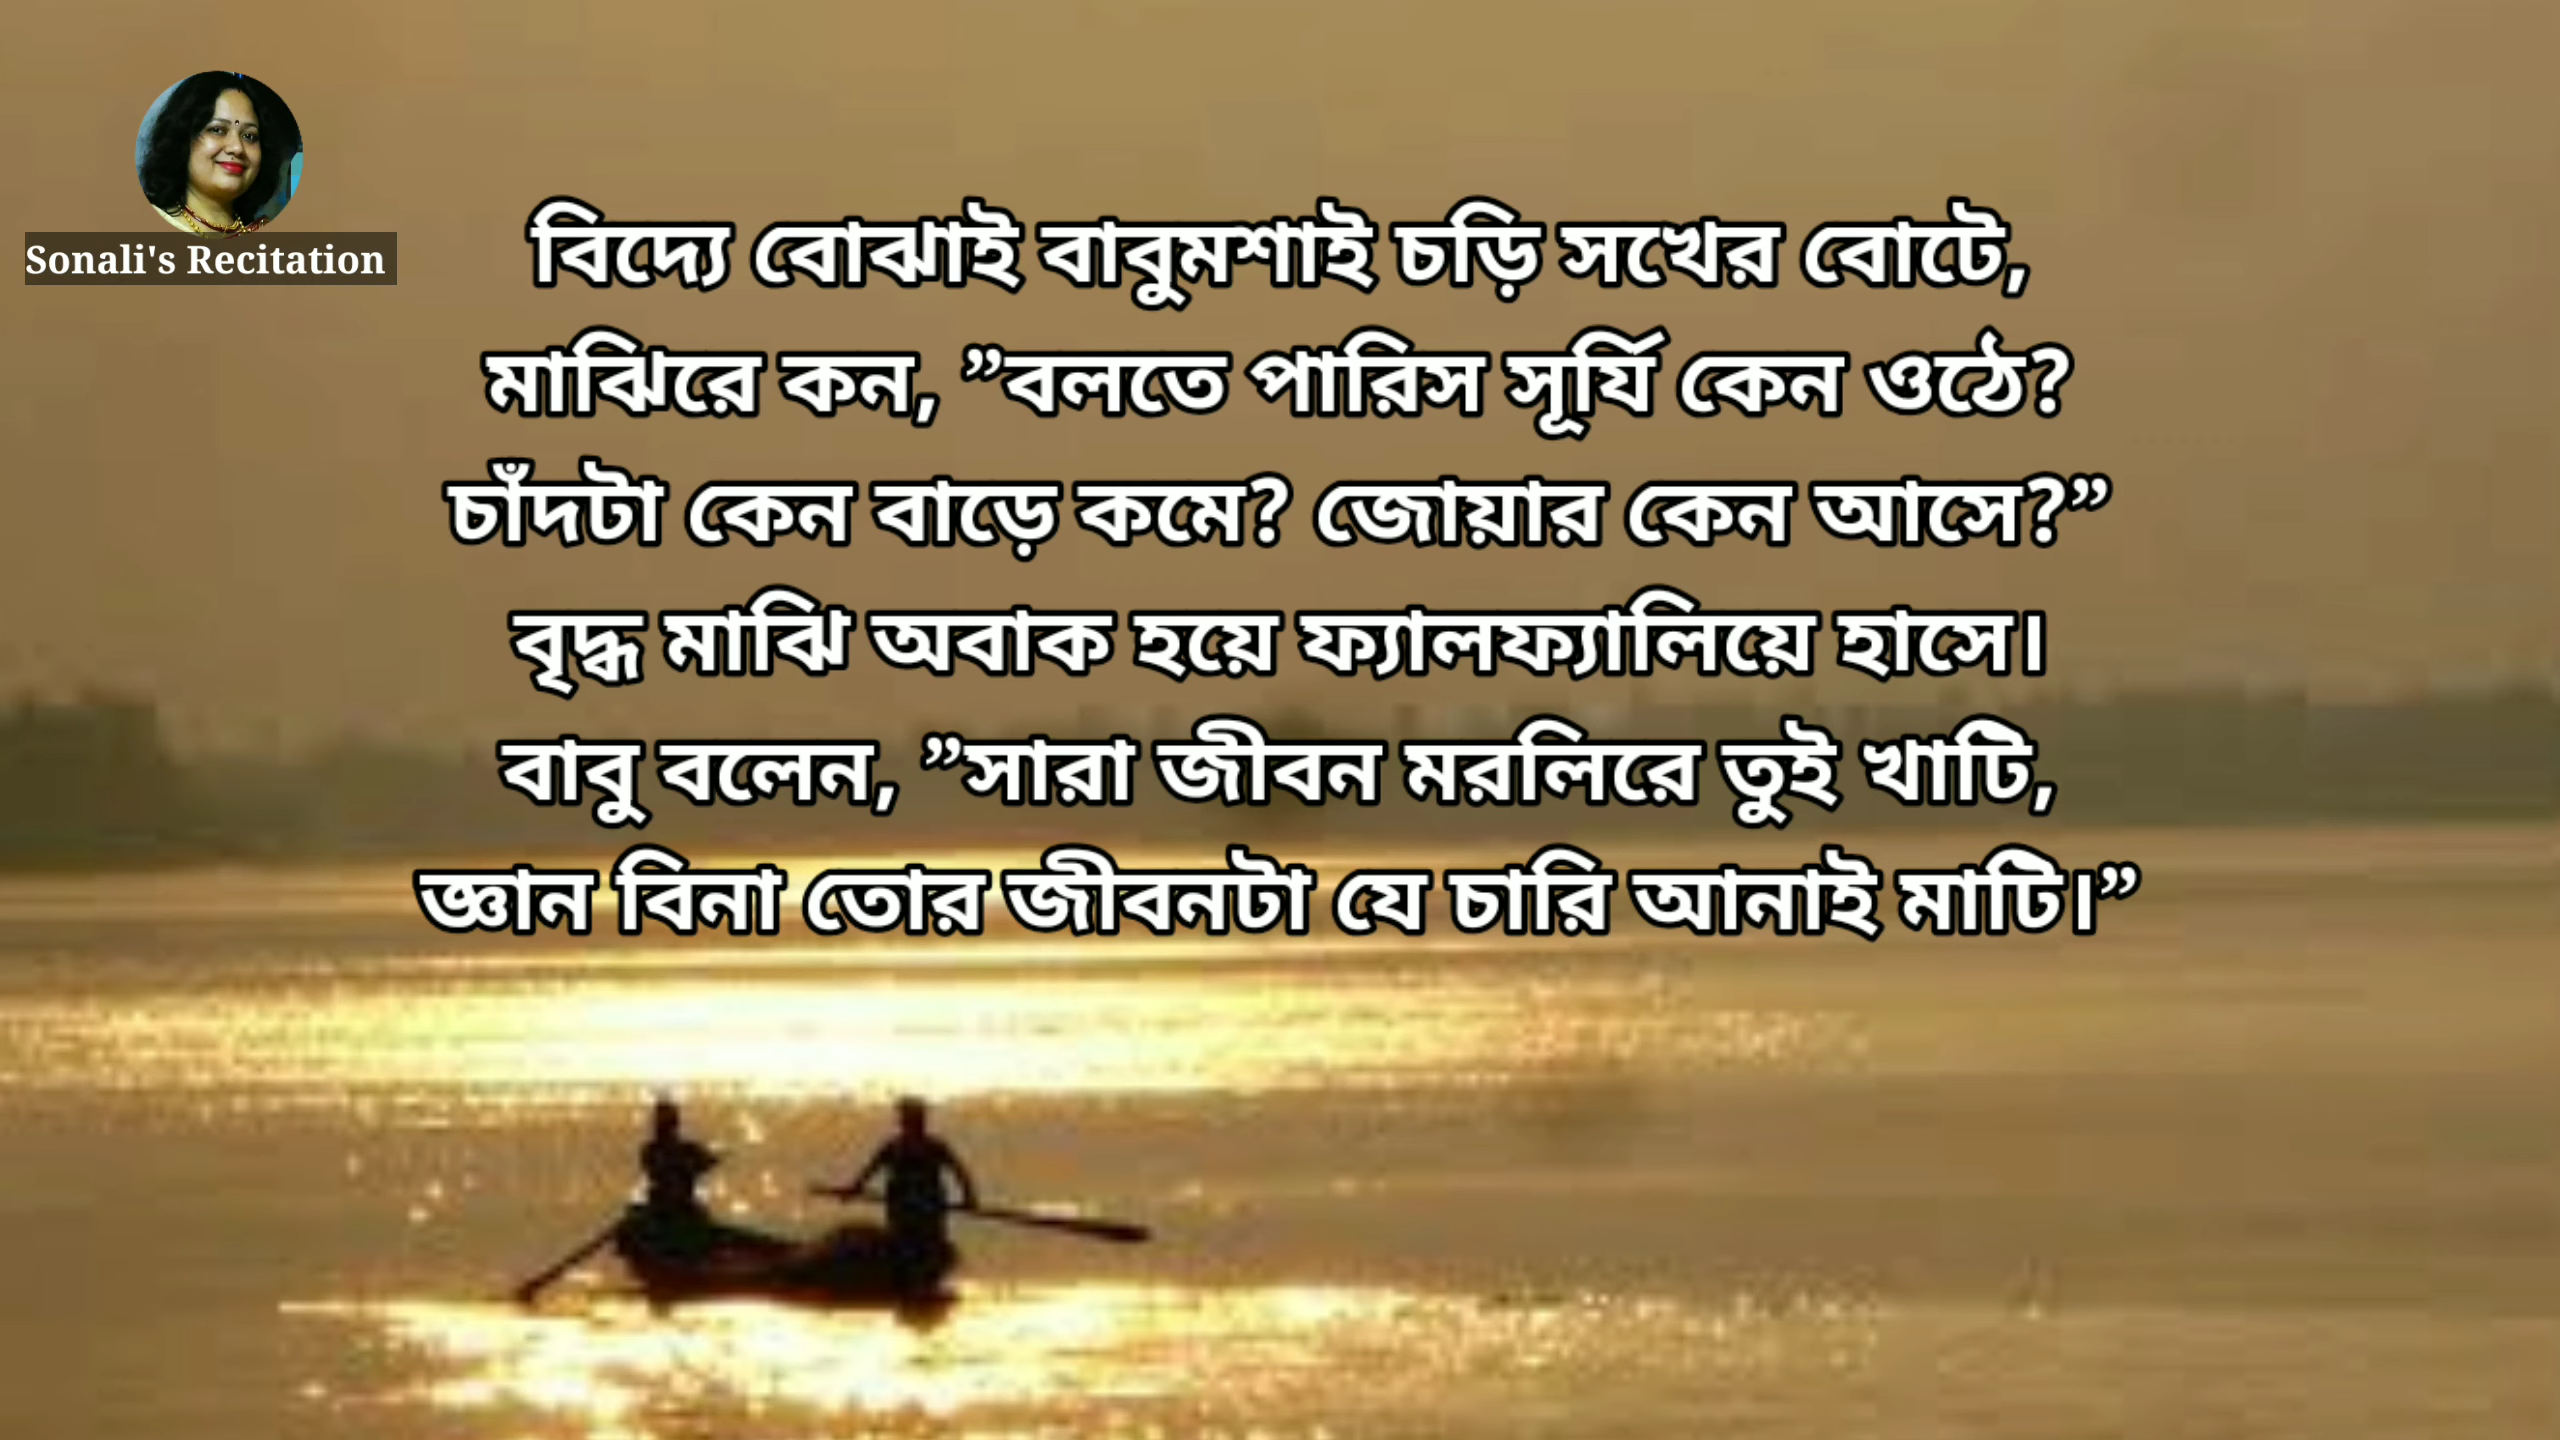 Sonali's Recitation
বিদ্যে বোঝাই বাবুমশাই চড়ি সখের বোটে,
মাঝিরে কন, ”বলতে পারিস সূর্যি কেন ওঠে?
চাঁদটা কেন বাড়ে কমে? জোয়ার কেন আসে?”
বৃদ্ধ মাঝি অবাক হয়ে ফ্যালফ্যালিয়ে হাসে।
বাবু বলেন, ”সারা জীবন মরলিরে তুই খাটি,
জ্ঞান বিনা তোর জীবনটা যে চারি আনাই মাটি।”